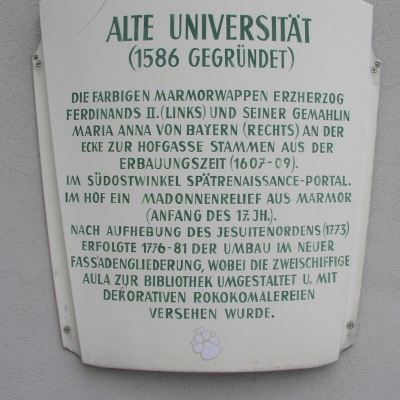 ALTE UNIVERSITÄT
(1586 GEGRÜNDET)
DIE FARBIGEN MARMORWAPPEN ERZHERZOG
FERDINANDS II. (LINKS) UND SEINER GEMAHLIN
MARIA ANNA VON BAYERN (RECHTS) AN DER
ECKE ZUR HOFGASSE STAMMEN AUS DER
ERBAUUNGSZEIT (1607-09).
IM SÜDOSTWINKEL SPÄTRENAISSANCE-PORTAL.
IM HOF EIN MADONNENRELIEF AUS MARMOR
(ANFANG DES 17. JH.).
NACH AUFHEBUNG DES JESUITENORDENS (1773)
ERFOLGTE 1776-81 DER UMBAU IM NEUER
FASSADENGLIEDERUNG, WOBEI DIE ZWEISCHIFFIGE
AULA ZUR BIBLIOTHEK UMGESTALTET U. MIT
DEKORATIVEN ROKOKOMALEREIEN
VERSEHEN WURDE.